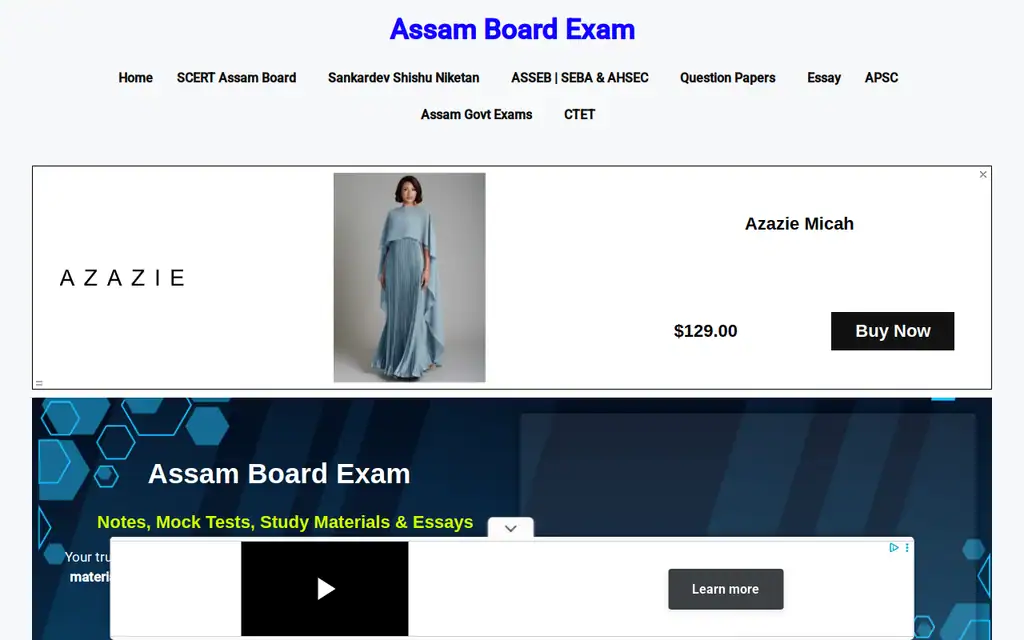 Assam Board Exam
Home SCERT Assam Board Sankardev Shishu Niketan ASSEB | SEBA & AHSEC Question Papers Essay APSC
Assam Govt Exams CTET
AZAZIE
Azazie Micah
$129.00 Buy Now
Assam Board Exam
Notes, Mock Tests, Study Materials & Essays
Your
Learn more